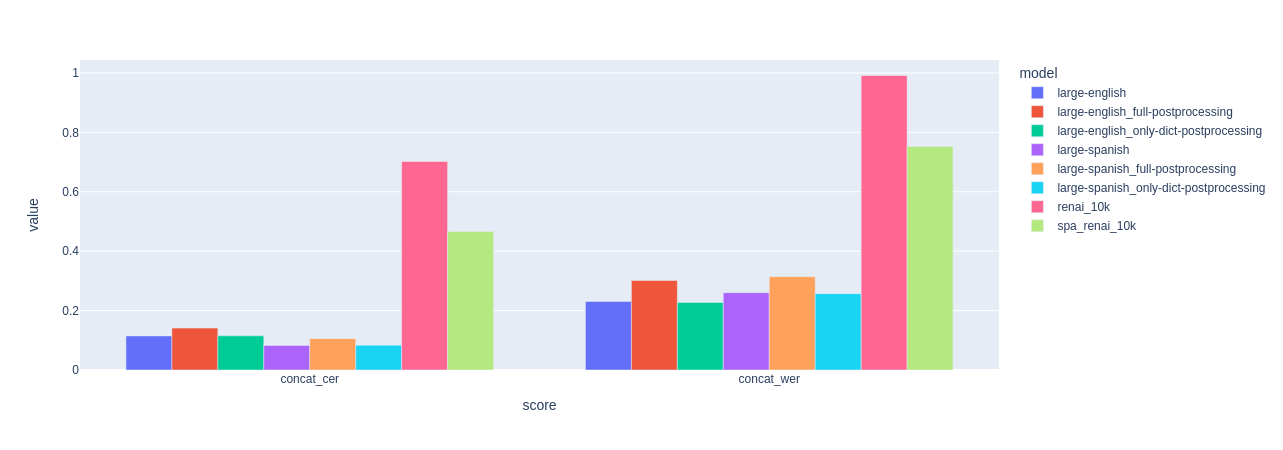 value
1
0.8
0.6
0.4
0.2
0
concat_cer
concat_wer
score
model
large-english
large-english_full-postprocessing
large-english_only-dict-postprocessing
large-spanish
large-spanish_full-postprocessing
large-spanish_only-dict-postprocessing
renai_10k
spa_renai_10k